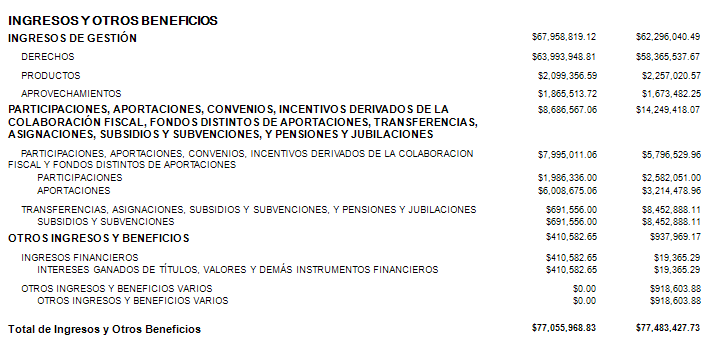 INGRESOS Y OTROS BENEFICIOS
INGRESOS DE GESTIÓN $67,958,819.12 $62,296,040.49
DERECHOS $63,993,948.81 $58,365,537.67
PRODUCTOS $2,099,356.59 $2,257,020.57
APROVECHAMIENTOS $1,865,513.72 $1,673,482.25
PARTICIPACIONES, APORTACIONES, CONVENIOS, INCENTIVOS DERIVADOS DE LA $8,686,567.06 $14,249,418.07
COLABORACIÓN FISCAL, FONDOS DISTINTOS DE APORTACIONES, TRANSFERENCIAS,
ASIGNACIONES, SUBSIDIOS Y SUBVENCIONES, Y PENSIONES Y JUBILACIONES
PARTICIPACIONES, APORTACIONES, CONVENIOS, INCENTIVOS DERIVADOS DE LA COLABORACION $7,995,011.06 $5,796,529.96
FISCAL Y FONDOS DISTINTOS DE APORTACIONES
PARTICIPACIONES $1,986,336.00 $2,582,051.00
APORTACIONES $6,008,675.06 $3,214,478.96
TRANSFERENCIAS, ASIGNACIONES, SUBSIDIOS Y SUBVENCIONES, Y PENSIONES Y JUBILACIONES $691,556.00 $8,452,888.11
SUBSIDIOS Y SUBVENCIONES $691,556.00 $8,452,888.11
OTROS INGRESOS Y BENEFICIOS $410,582.65 $937,969.17
INGRESOS FINANCIEROS $410,582.65 $19,365.29
INTERESES GANADOS DE TÍTULOS, VALORES Y DEMÁS INSTRUMENTOS FINANCIEROS $410,582.65 $19,365.29
OTROS INGRESOS Y BENEFICIOS VARIOS $0.00 $918,603.88
OTROS INGRESOS Y BENEFICIOS VARIOS $0.00 $918,603.88
Total de Ingresos y Otros Beneficios $77,055,968.83 $77,483,427.73